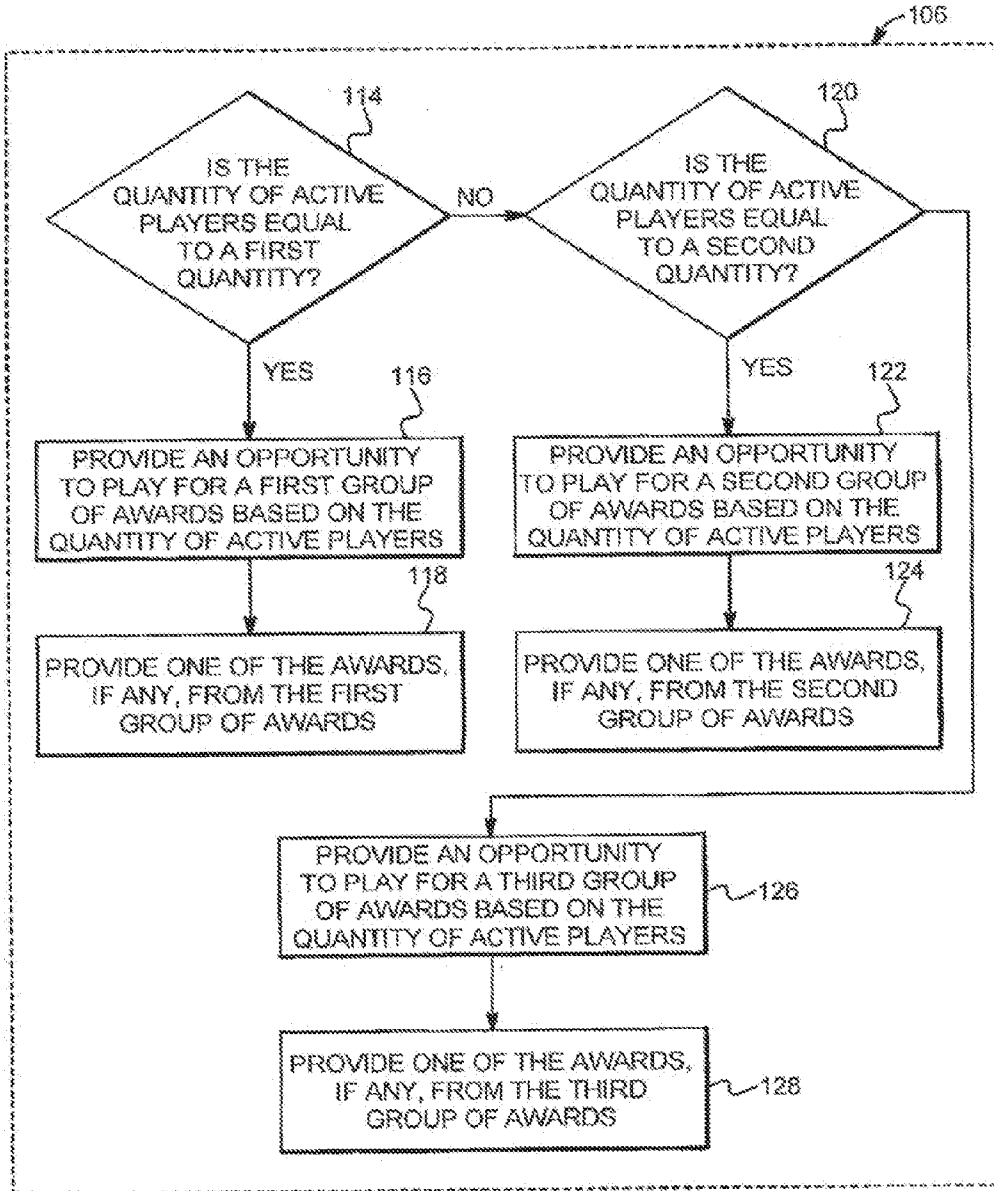 106
114
IS THE
QUANTITY OF ACTIVE
PLAYERS EQUAL
TO A FIRST
QUANTITY?
NO
120
IS THE
QUANTITY OF ACTIVE
PLAYERS EQUAL
TO A SECOND
QUANTITY?
YES
116
PROVIDE AN OPPORTUNITY
TO PLAY FOR A FIRST GROUP
OF AWARDS BASED ON THE
QUANTITY OF ACTIVE PLAYERS
YES
122
PROVIDE AN OPPORTUNITY
TO PLAY FOR A SECOND GROUP
OF AWARDS BASED ON THE
QUANTITY OF ACTIVE PLAYERS
118
PROVIDE ONE OF THE AWARDS,
IF ANY, FROM THE FIRST
GROUP OF AWARDS
124
PROVIDE ONE OF THE AWARDS,
IF ANY, FROM THE SECOND
GROUP OF AWARDS
PROVIDE AN OPPORTUNITY
TO PLAY FOR A THIRD GROUP
OF AWARDS BASED ON THE
QUANTITY OF ACTIVE PLAYERS
126
PROVIDE ONE OF THE AWARDS,
IF ANY, FROM THE THIRD
GROUP OF AWARDS
128